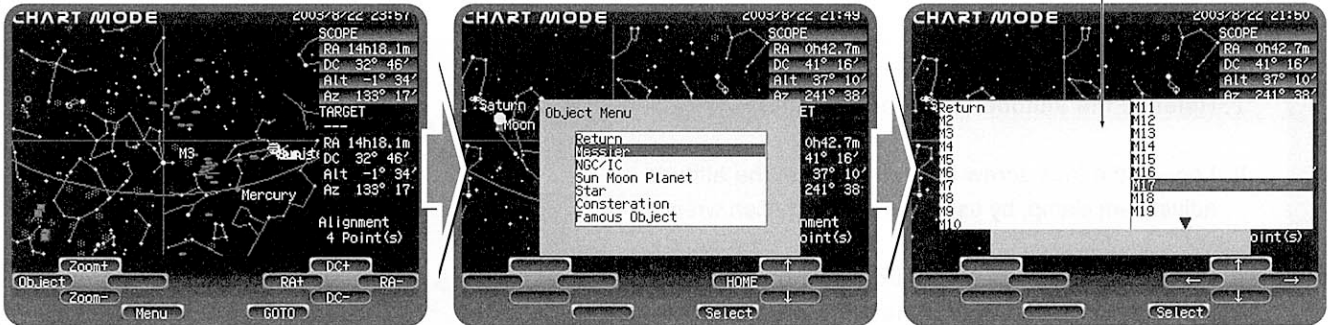 CHART MODE 2003/8/22 23:57
SCOPE
RA 14h18.1m
DC 32° 46′
Alt -1° 34′
Az 133° 17′
TARGET
---
RA 14h18.1m
DC 32° 46′
Alt -1° 34′
Az 133° 17′
M3
Mercury
Alignment
4 Point(s)
Zoom+
Object
Zoom-
Menu
DC+
RA+ RA-
DC-
GOTO
CHART MODE 2003/8/22 21:49
SCOPE
RA 0h42.7m
DC 41° 16′
Alt 37° 10′
Az 241° 38′
Saturn
Moon
Object Menu
Return
Messier
NGC/IC
Sun Moon Planet
Star
Consteration
Famous Object
ET
0h42.7m
41° 16′
37° 10′
241° 38′
nment
oint(s)
HOME
↑
↓
Select
CHART MODE 2003/8/22 21:50
SCOPE
RA 0h42.7m
DC 41° 16′
Alt 37° 10′
Az 241° 38′
Return
M2
M3
M4
M5
M6
M7
M8
M9
M10
M11
M12
M13
M14
M15
M16
M17
M18
M19
oint(s)
↑
← →
↓
Select